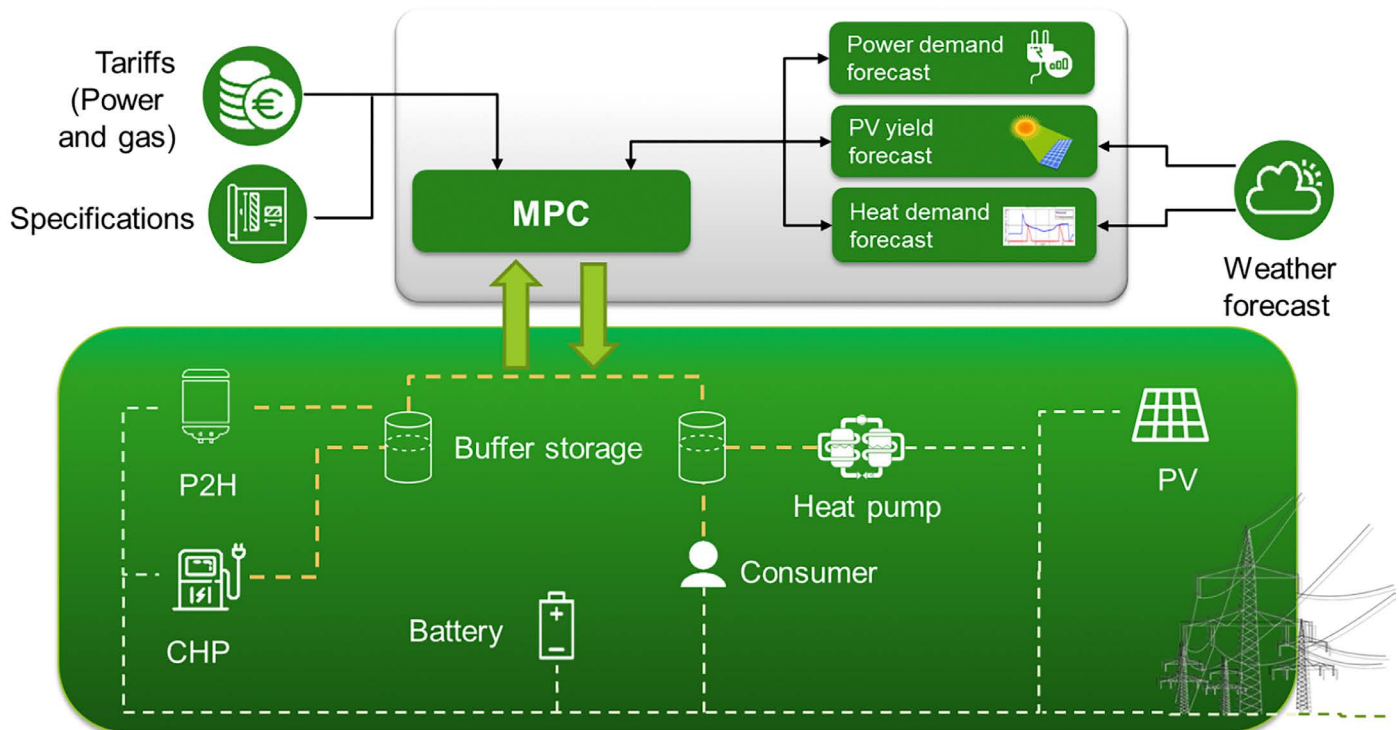 Tariffs
(Power
and gas)
Specifications
MPC
Power demand
forecast
PV yield
forecast
Heat demand
forecast
Weather
forecast
P2H
Buffer storage
Heat pump
PV
CHP
Battery
Consumer